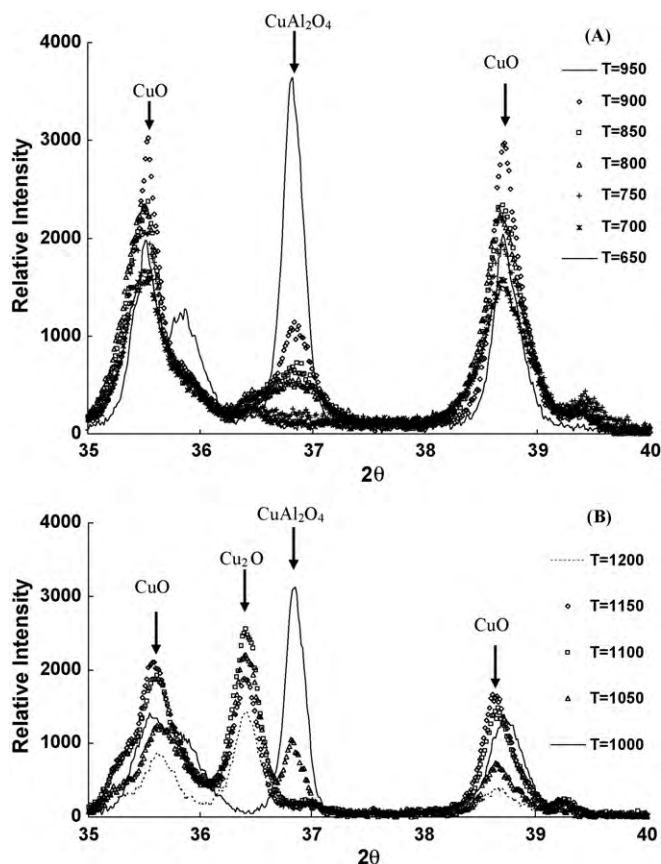 CuAl₂O₄
(A)
4000
CuO
CuO
T=950
T=900
3000
T=850
T=800
2000
T=750
T=700
1000
T=650
0
Relative Intensity
35 36 37 38 39 40
2θ
(B)
4000
CuAl₂O₄
Cu₂O
CuO
CuO
T=1200
3000
T=1150
2000
T=1100
T=1050
1000
T=1000
0
Relative Intensity
35 36 37 38 39 40
2θ